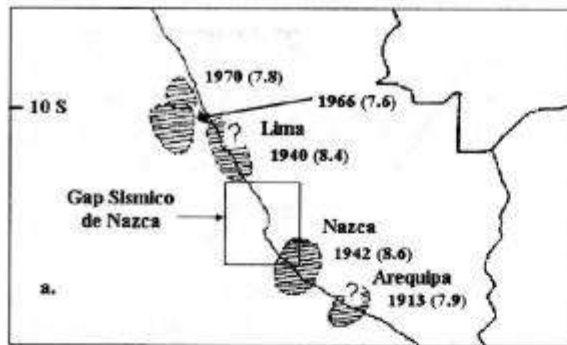 1970 (7.8)
10 S
1966 (7.6)
?
Lima
1940 (8.4)
Gap Sismico
de Nazca
Nazca
1942 (8.6)
Arequipa
?
1913 (7.9)
a.